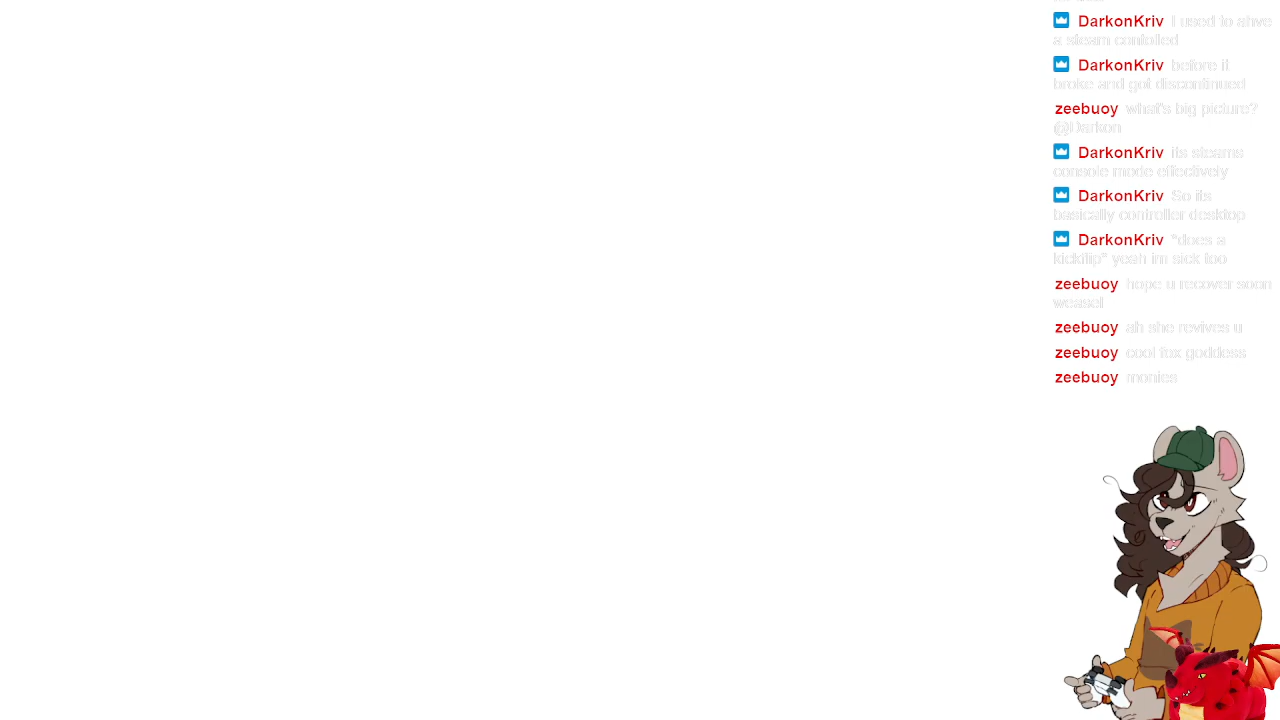 DarkonKriv I used to ahve
a steam contolled
DarkonKriv before it
broke and got discontinued
zeebuoy what's big picture?
@Darkon
DarkonKriv its steams
console mode effectively
DarkonKriv So its
basically controller desktop
DarkonKriv "does a
kickflip" yeah im sick too
zeebuoy hope u recover soon
weasel
zeebuoy ah she revives u
zeebuoy cool fox goddess
zeebuoy monies